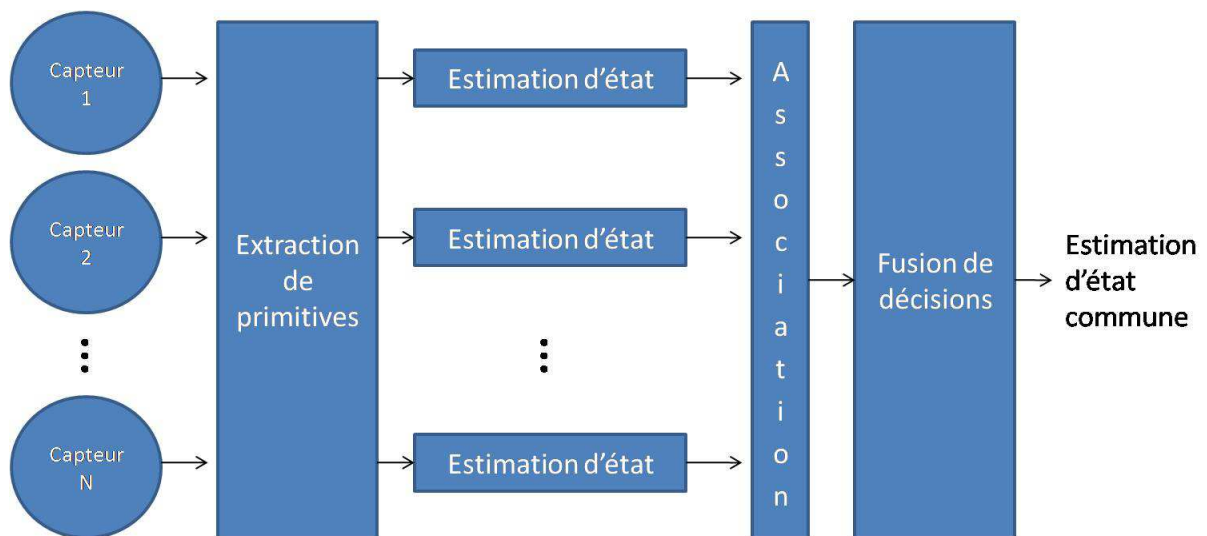 Capteur
1
Capteur
2
Capteur
N
Extraction
de
primitives
Estimation d'état
Estimation d'état
Estimation d'état
Association
Fusion de
décisions
Estimation
d'état
commune